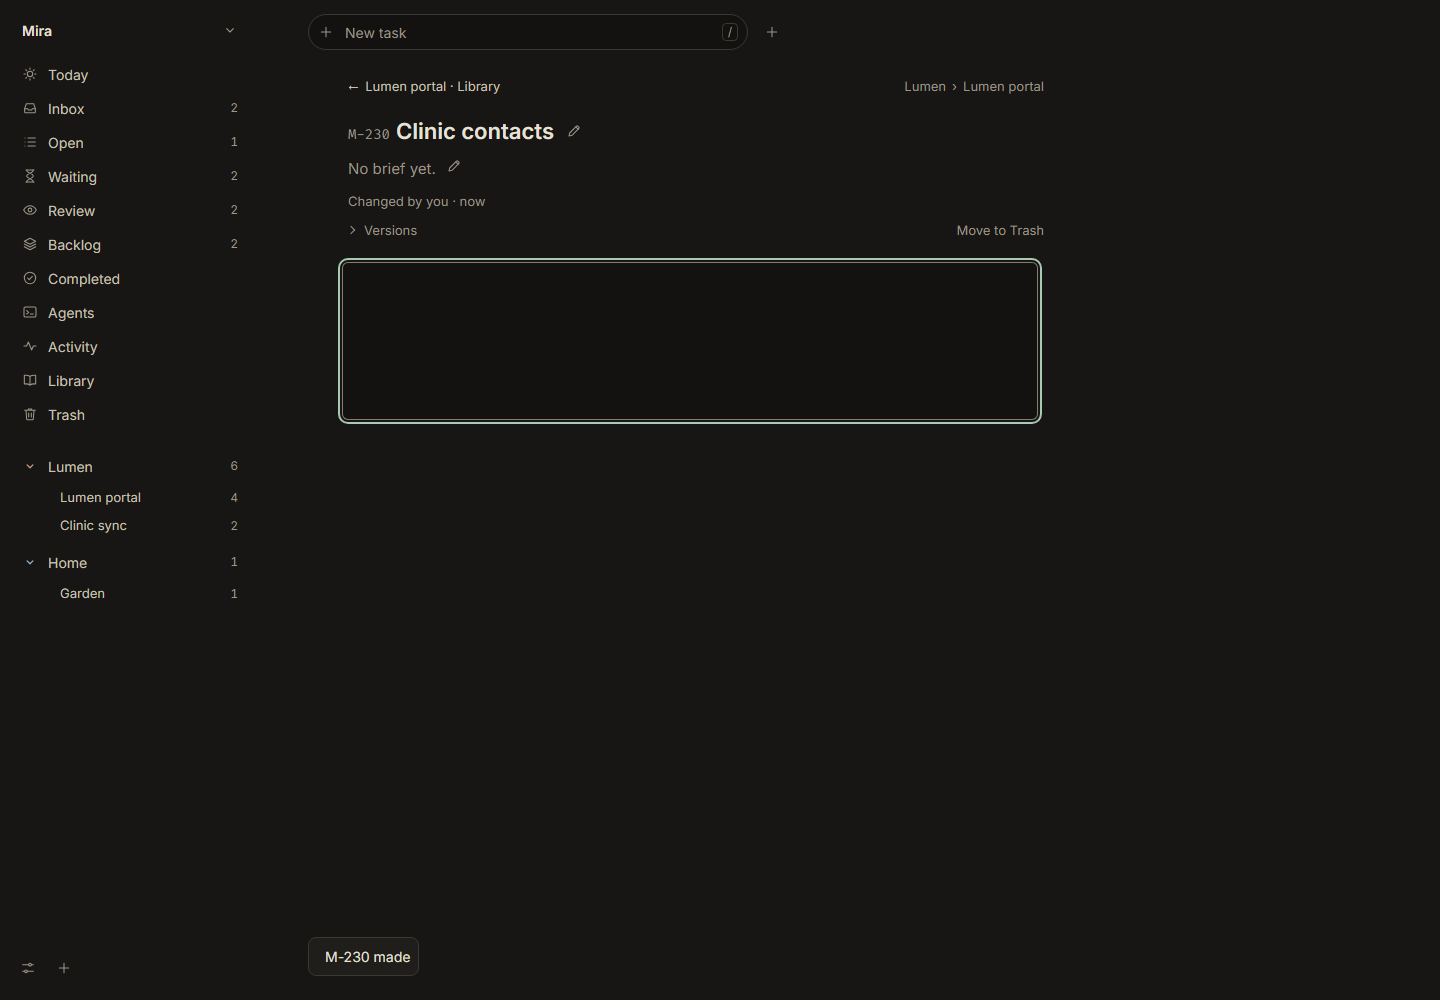 Mira
Today
Inbox 2
Open 1
Waiting 2
Review 2
Backlog 2
Completed
Agents
Activity
Library
Trash
Lumen 6
Lumen portal 4
Clinic sync 2
Home 1
Garden 1
New task /
← Lumen portal · Library
Lumen › Lumen portal
M-230 Clinic contacts
No brief yet.
Changed by you · now
Versions
Move to Trash
M-230 made